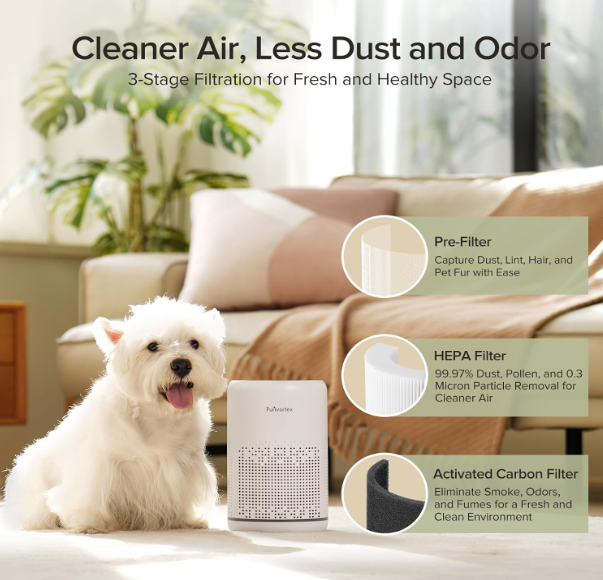 Cleaner Air, Less Dust and Odor
3-Stage Filtration for Fresh and Healthy Space
Pre-Filter
Capture Dust, Lint, Hair, and
Pet Fur with Ease
HEPA Filter
99.97% Dust, Pollen, and 0.3
Micron Particle Removal for
Cleaner Air
PuriVortex
Activated Carbon Filter
Eliminate Smoke, Odors,
and Fumes for a Fresh and
Clean Environment